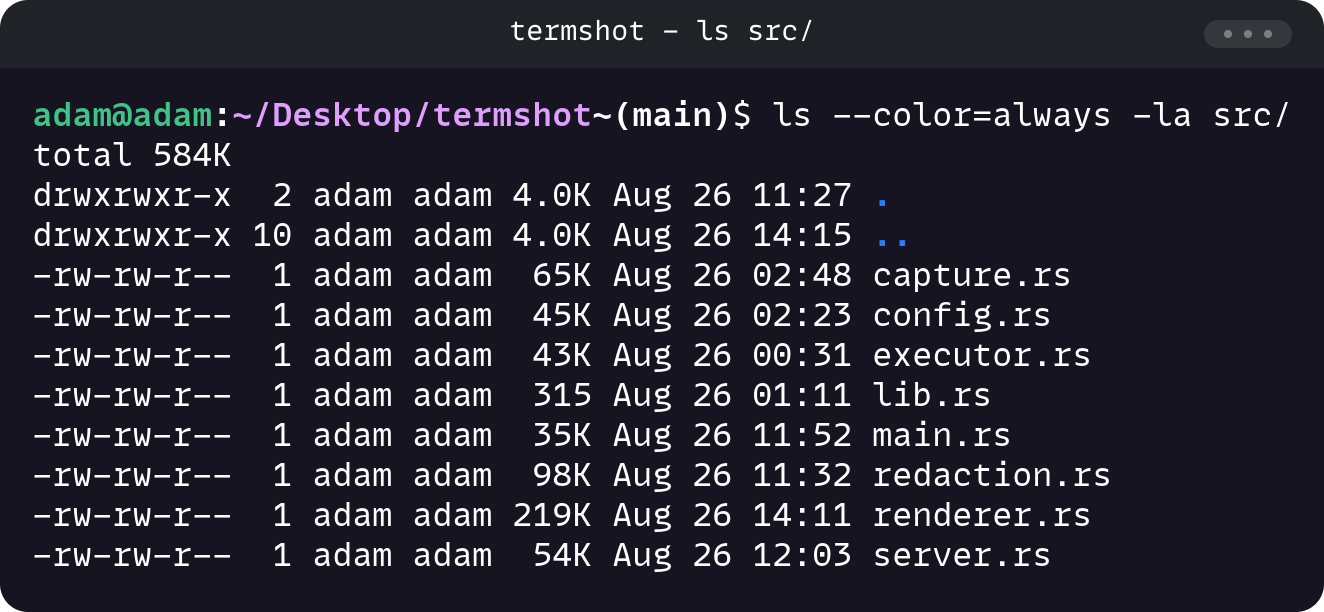 termshot - ls src/
adam@adam:~/Desktop/termshot~(main)$ ls --color=always -la src/
total 584K
drwxrwxr-x  2 adam adam 4.0K Aug 26 11:27 .
drwxrwxr-x 10 adam adam 4.0K Aug 26 14:15 ..
-rw-rw-r--  1 adam adam  65K Aug 26 02:48 capture.rs
-rw-rw-r--  1 adam adam  45K Aug 26 02:23 config.rs
-rw-rw-r--  1 adam adam  43K Aug 26 00:31 executor.rs
-rw-rw-r--  1 adam adam  315 Aug 26 01:11 lib.rs
-rw-rw-r--  1 adam adam  35K Aug 26 11:52 main.rs
-rw-rw-r--  1 adam adam  98K Aug 26 11:32 redaction.rs
-rw-rw-r--  1 adam adam 219K Aug 26 14:11 renderer.rs
-rw-rw-r--  1 adam adam  54K Aug 26 12:03 server.rs